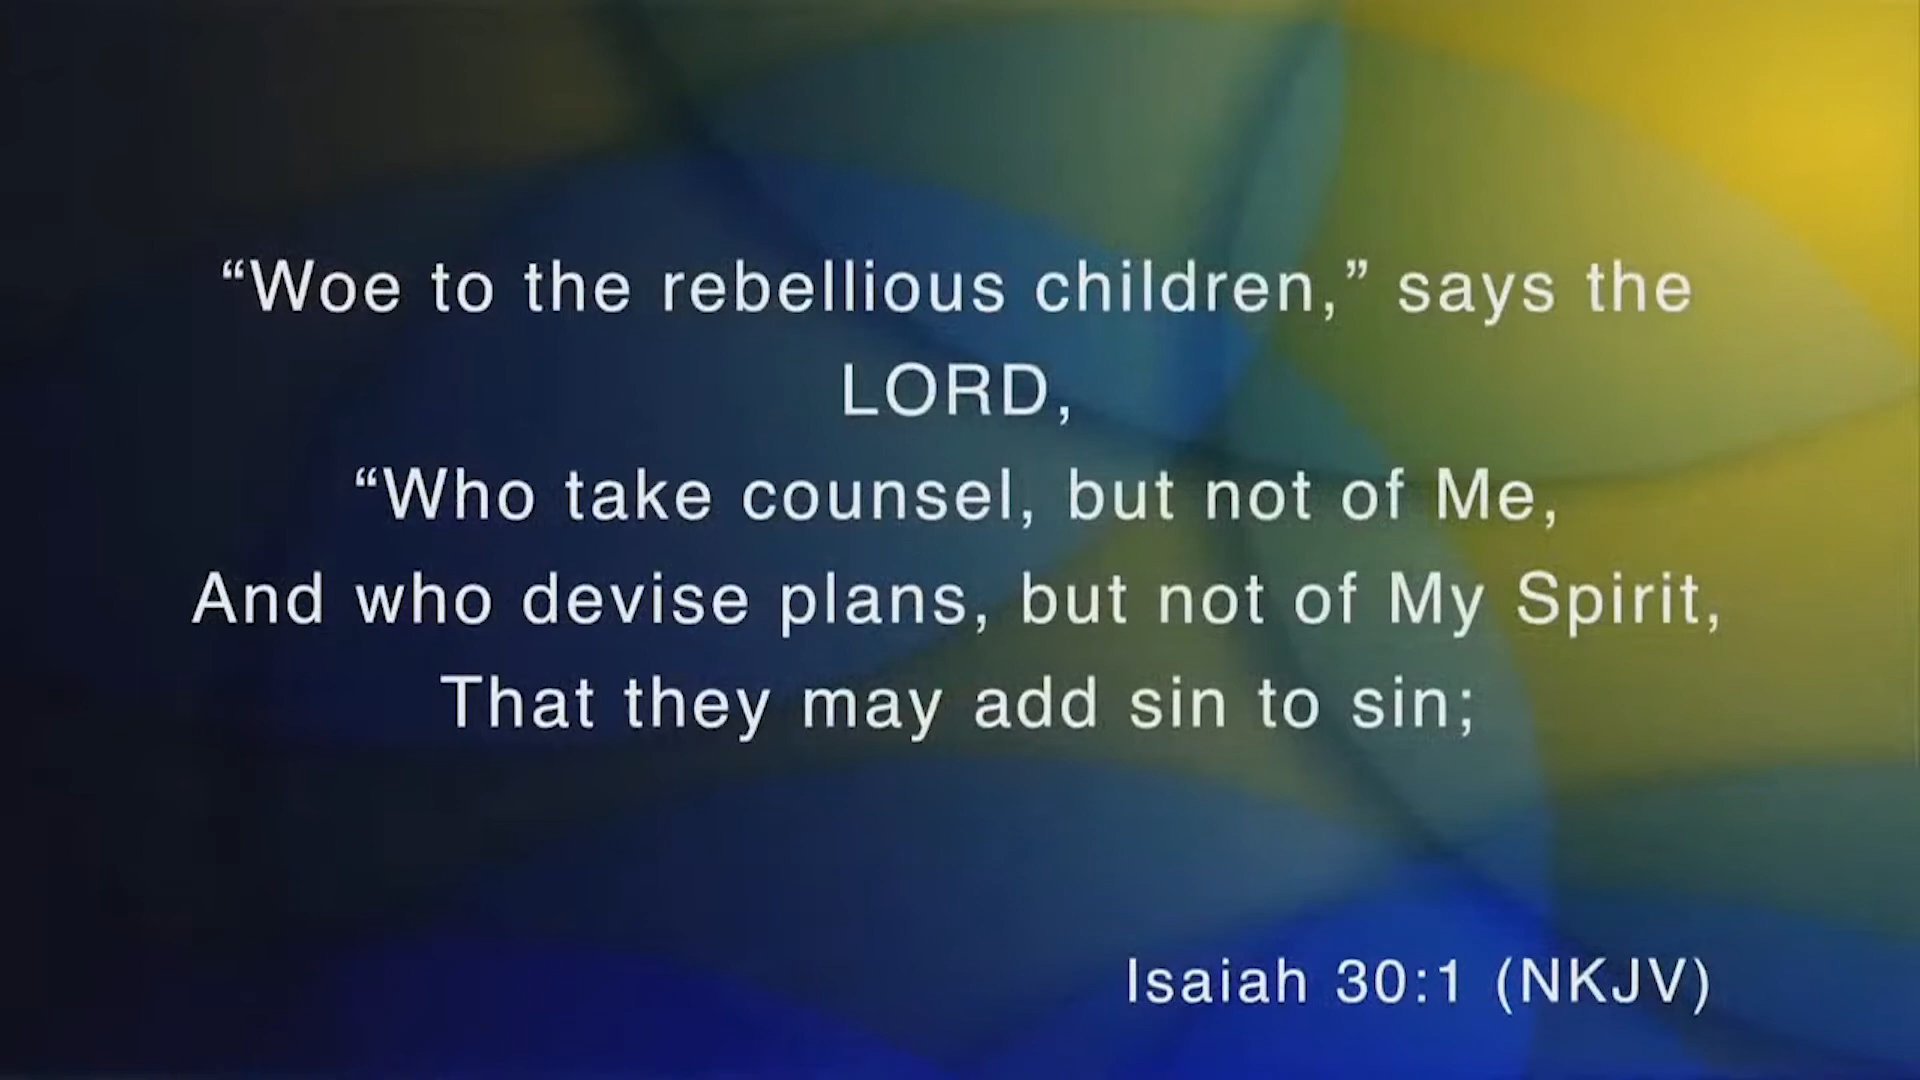 “Woe to the rebellious children,” says the
LORD,
“Who take counsel, but not of Me,
And who devise plans, but not of My Spirit,
That they may add sin to sin;
Isaiah 30:1 (NKJV)